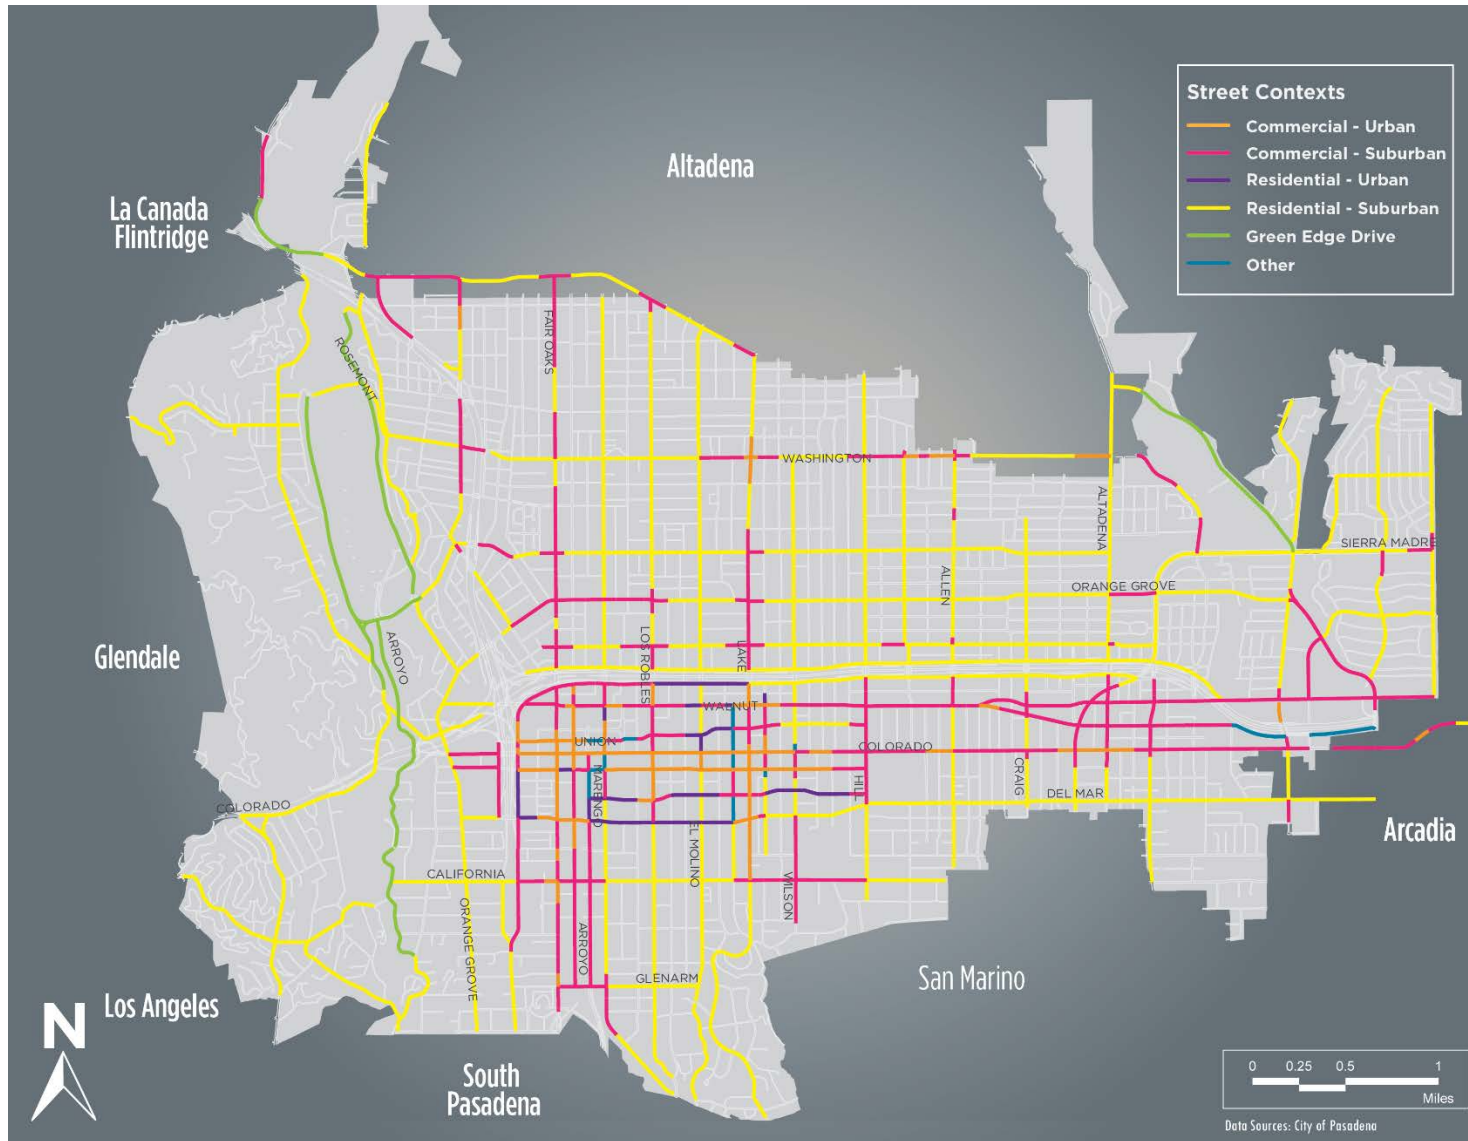 Street Contexts
Commercial - Urban
Commercial - Suburban
Residential - Urban
Residential - Suburban
Green Edge Drive
Other
Altadena
La Canada
Flintridge
FAIR OAKS
ROSEMONT
WASHINGTON
ALTADENA
SIERRA MADRE
ALLEN
ORANGE GROVE
Glendale
ARROYO
LOS ROBLES
LAKE
WALNUT
UNION
COLORADO
MARENGO
HILL
CRAIG
DEL MAR
COLORADO
EL MOLINO
Arcadia
CALIFORNIA
WILSON
ORANGE GROVE
ARROYO
GLENARM
San Marino
Los Angeles
N
South
Pasadena
0 0.25 0.5 1
Miles
Data Sources: City of Pasadena